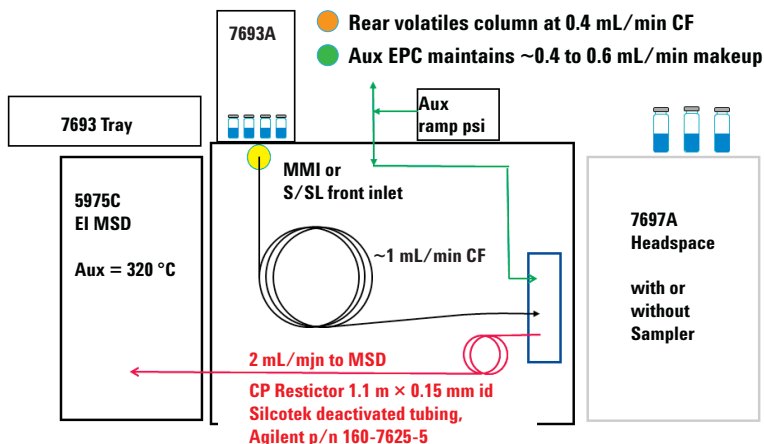 7693A
Rear volatiles column at 0.4 mL/min CF
Aux EPC maintains ~0.4 to 0.6 mL/min makeup
Aux
ramp psi
7693 Tray
MMI or
S/SL front inlet
5975C
EI MSD
Aux = 320 °C
~1 mL/min CF
7697A
Headspace
with or
without
Sampler
2 mL/mjn to MSD
CP Restictor 1.1 m × 0.15 mm id
Silcotek deactivated tubing,
Agilent p/n 160-7625-5